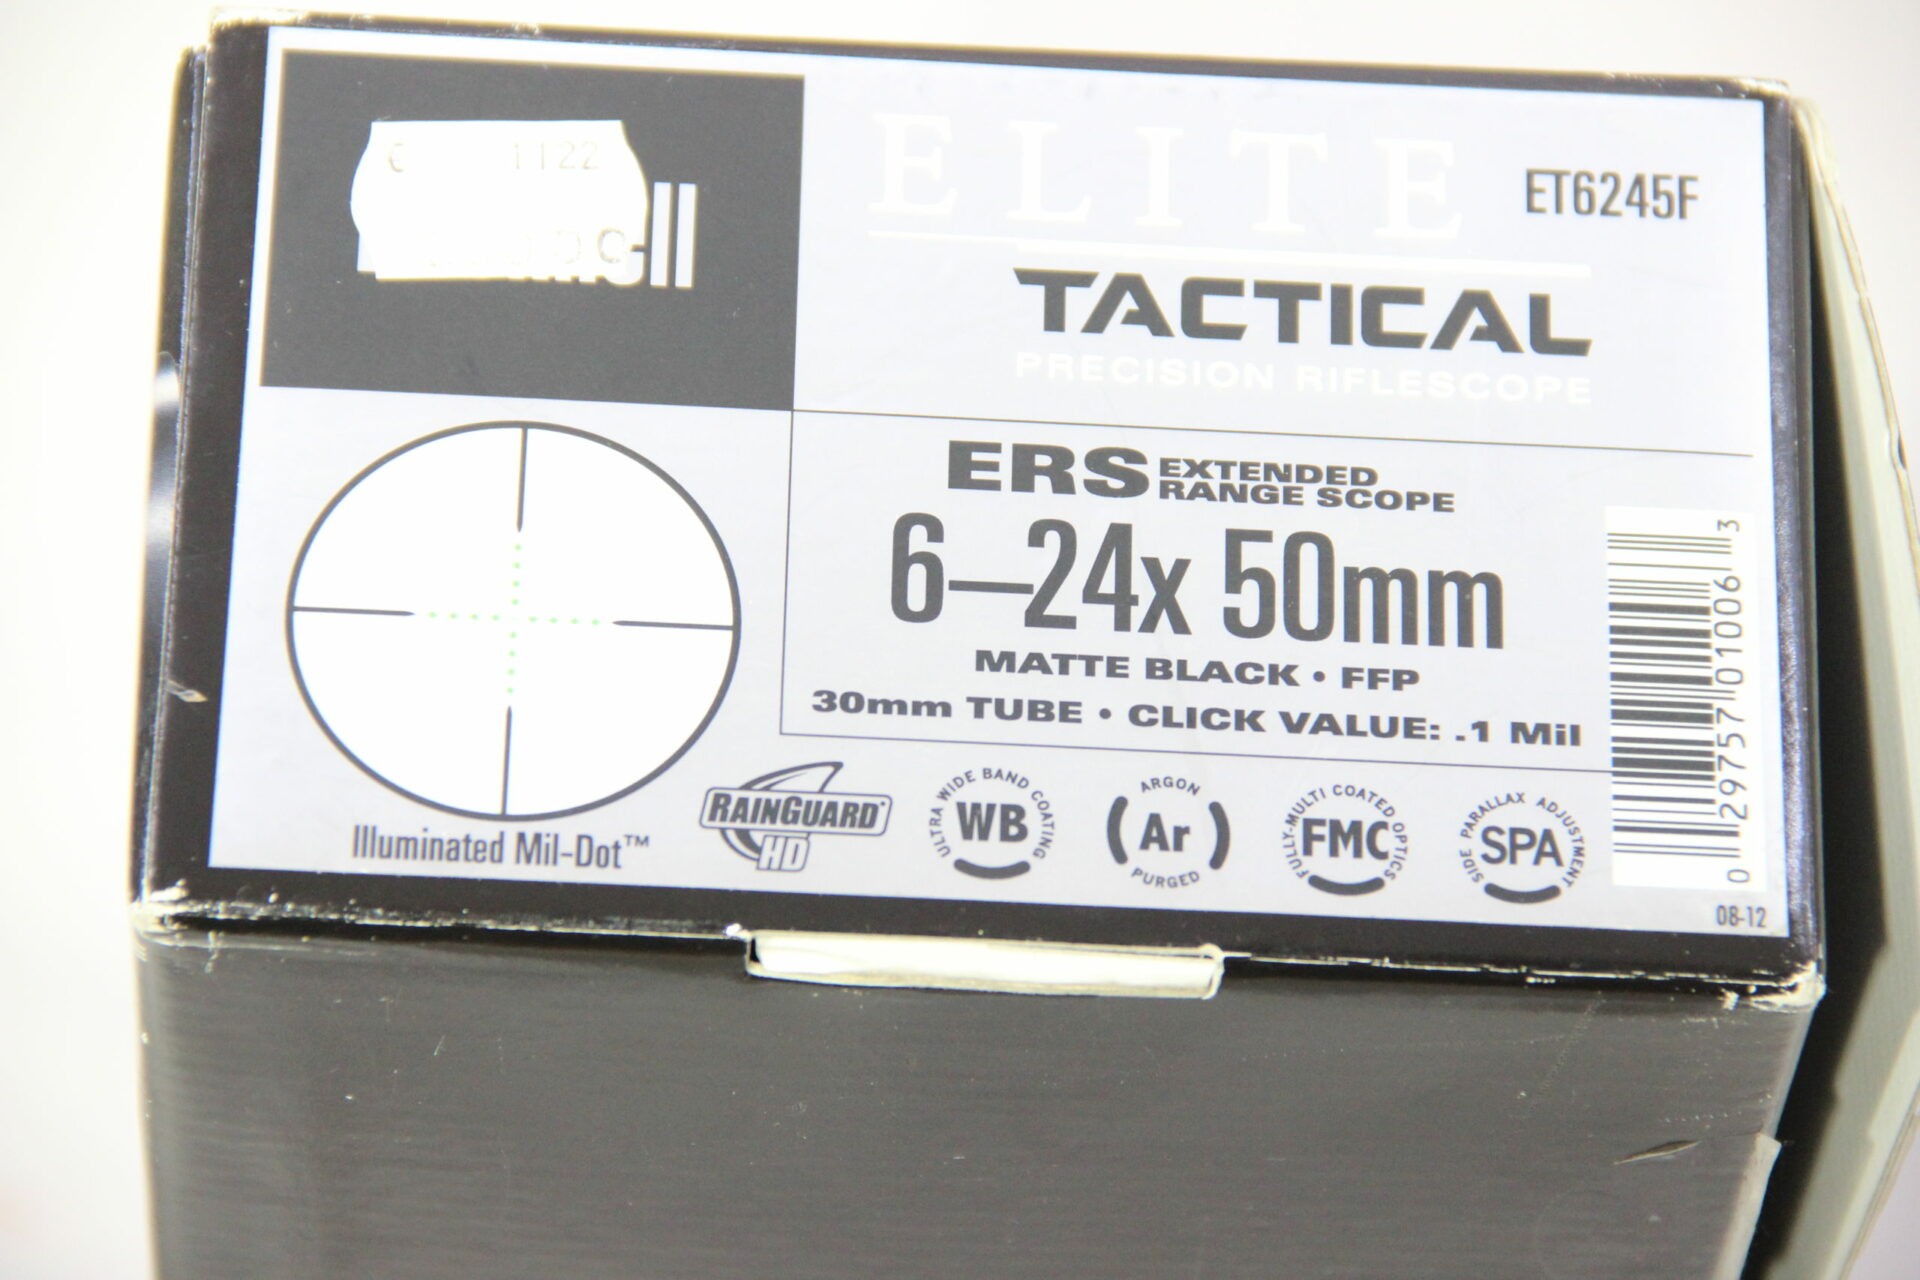 € 1122
ell
ELITE
ET6245F
TACTICAL
PRECISION RIFLESCOPE
ERS EXTENDED
RANGE SCOPE
6–24x 50mm
MATTE BLACK • FFP
30mm TUBE • CLICK VALUE: .1 Mil
Illuminated Mil-Dot™
RAINGUARD®
HD
ULTRA WIDE BAND COATING
WB
ARGON
Ar
PURGED
FULLY-MULTI COATED OPTICS
FMC
SIDE PARALLAX ADJUSTMENT
SPA
0 29757 01006 3
08-12